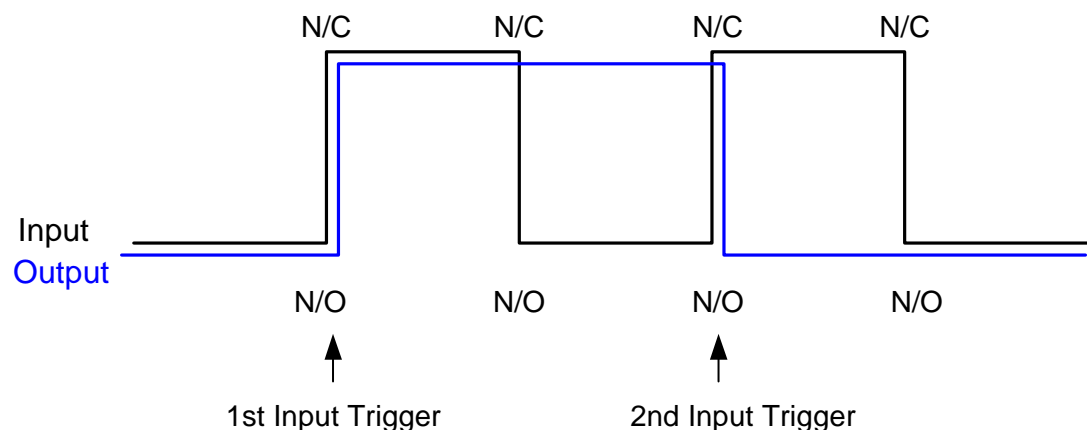 N/C N/C N/C N/C
Input
Output
N/O N/O N/O N/O
1st Input Trigger 2nd Input Trigger